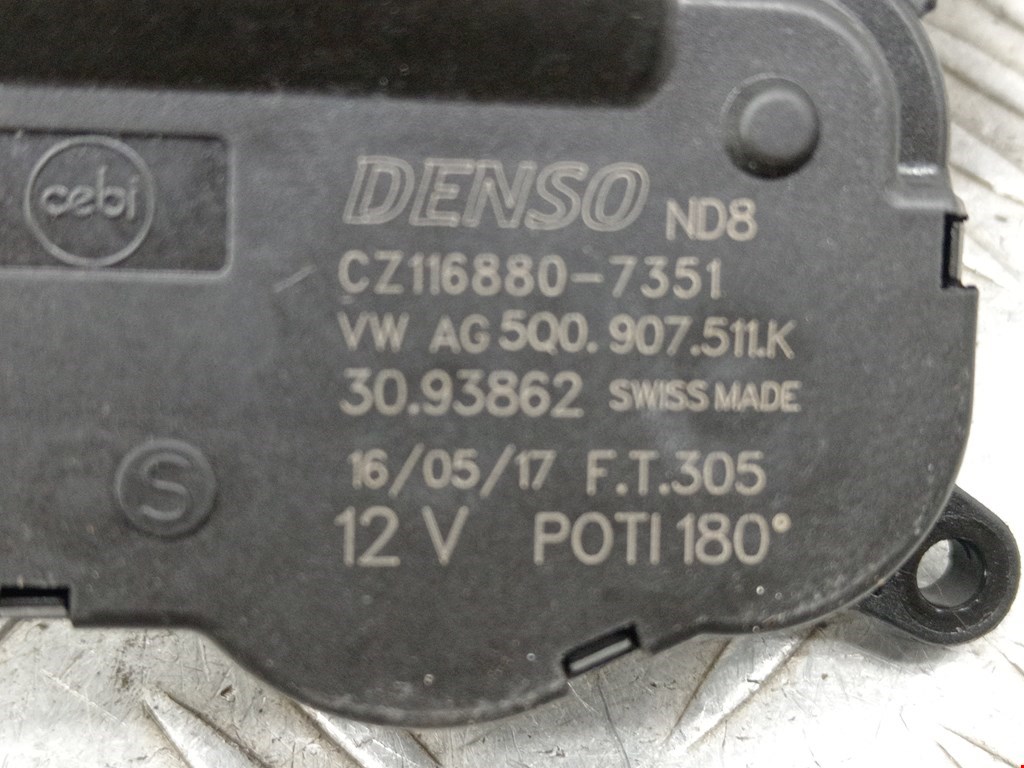 cebi
DENSO ND8
CZ116880-7351
VW AG 5Q0.907.511.K
30.93862 SWISS MADE
16/05/17 F.T.305
S
12 V POTI 180°